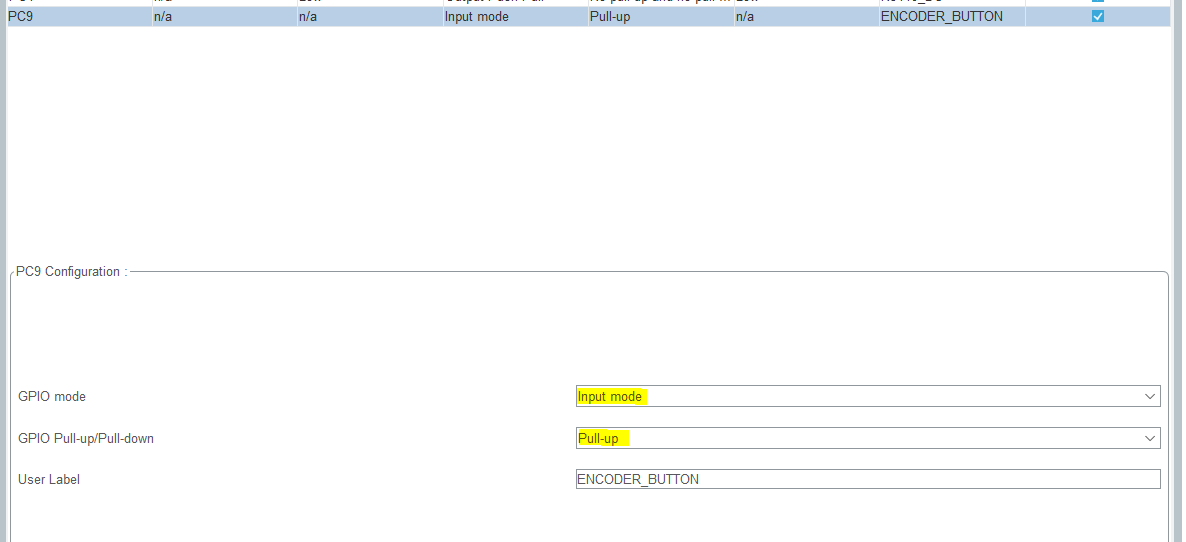 PC9 n/a n/a Input mode Pull-up n/a ENCODER_BUTTON
PC9 Configuration :
GPIO mode Input mode
GPIO Pull-up/Pull-down Pull-up
User Label ENCODER_BUTTON